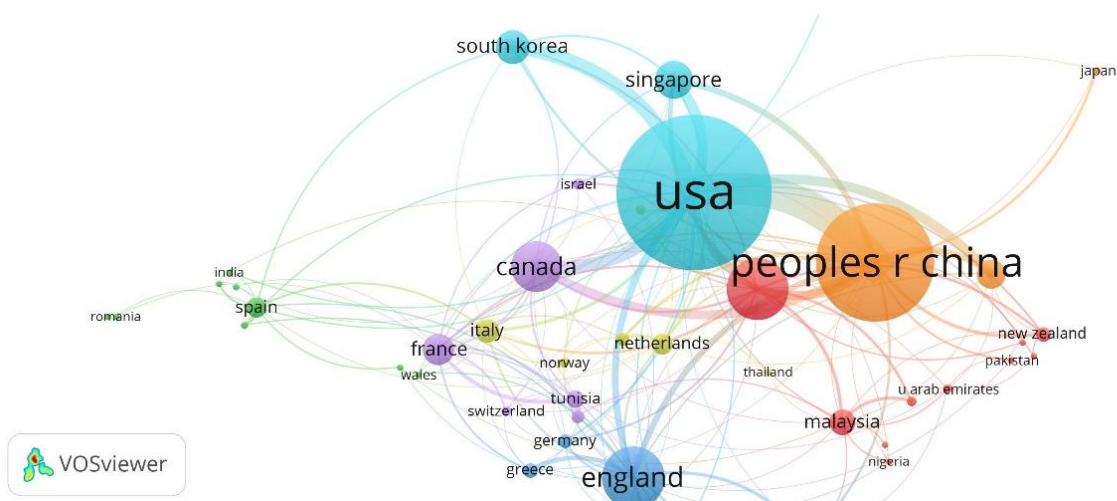 south korea
singapore
japan
israel
usa
canada
peoples r china
india
spain
romania
italy
france
netherlands
new zealand
norway
pakistan
wales
thailand
u arab emirates
tunisia
switzerland
malaysia
germany
nigeria
greece
england
VOSviewer